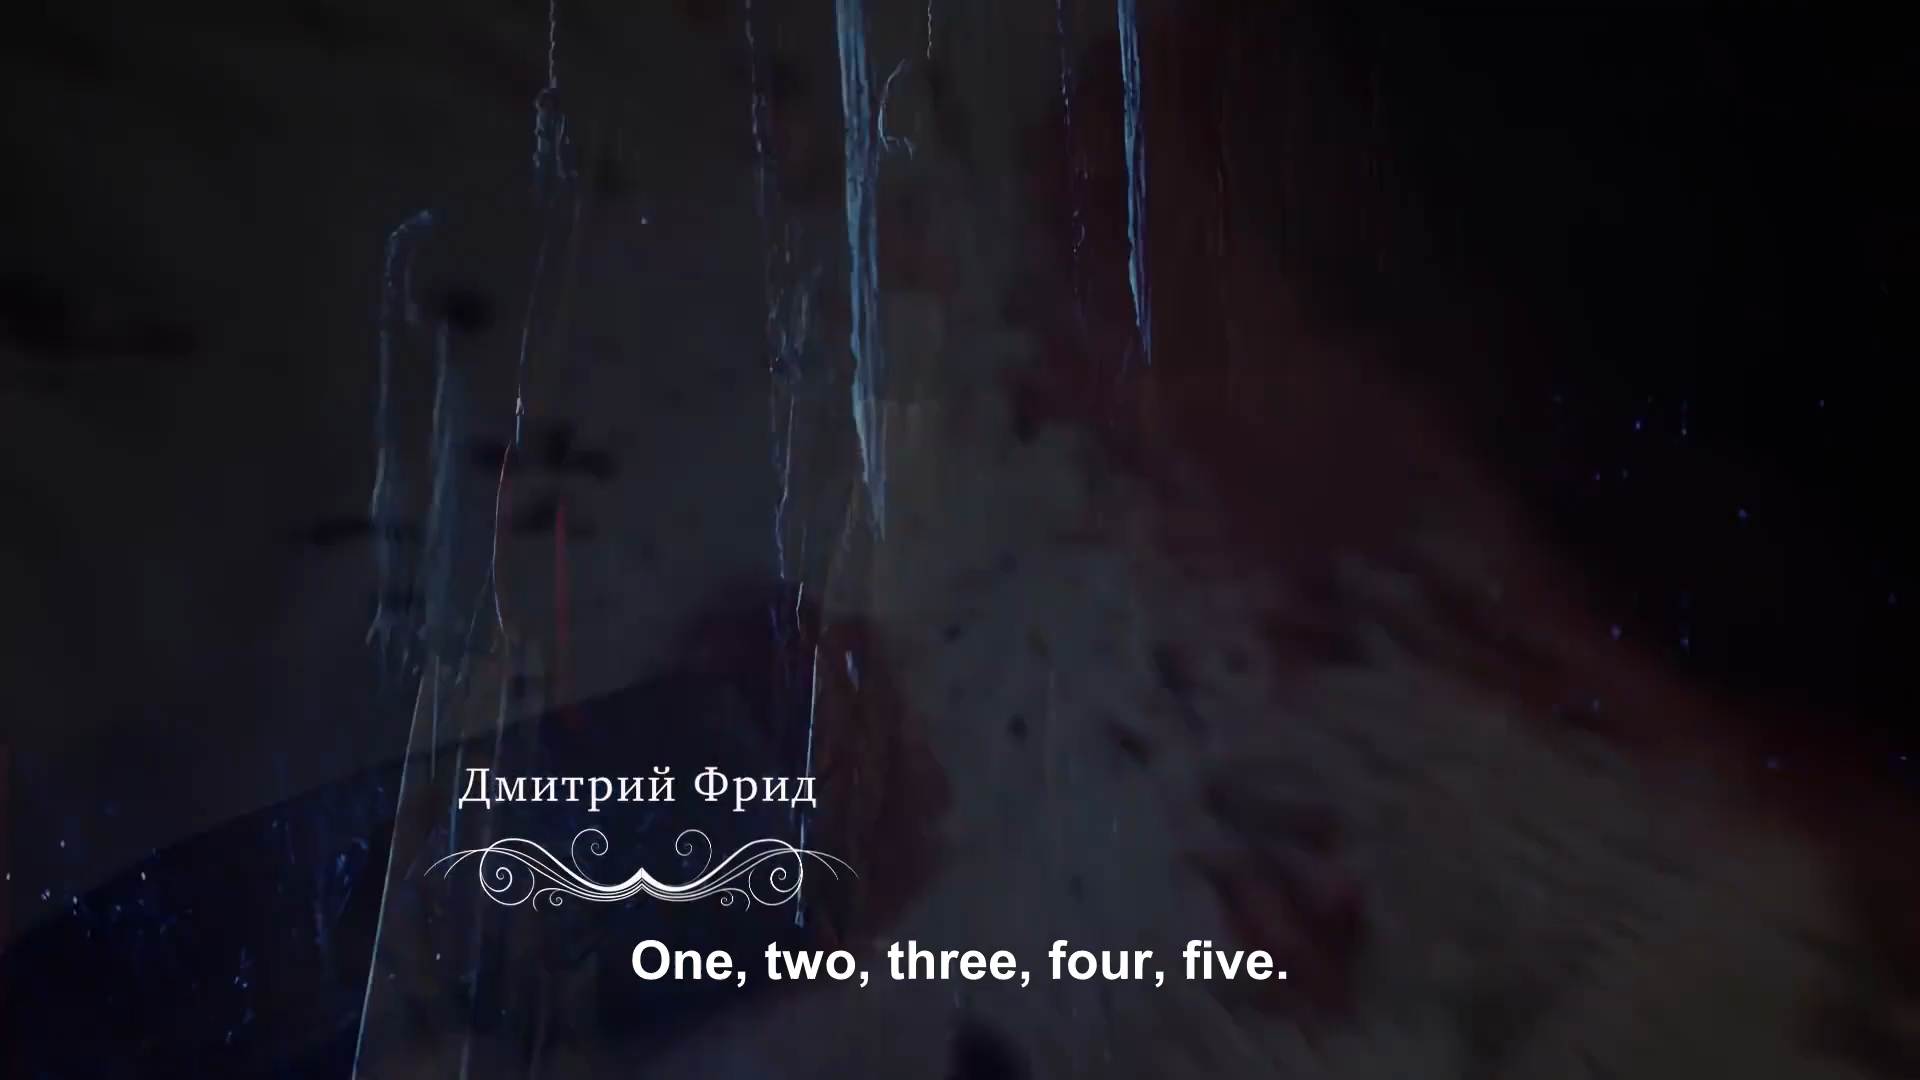 Дмитрий Фрид
One, two, three, four, five.